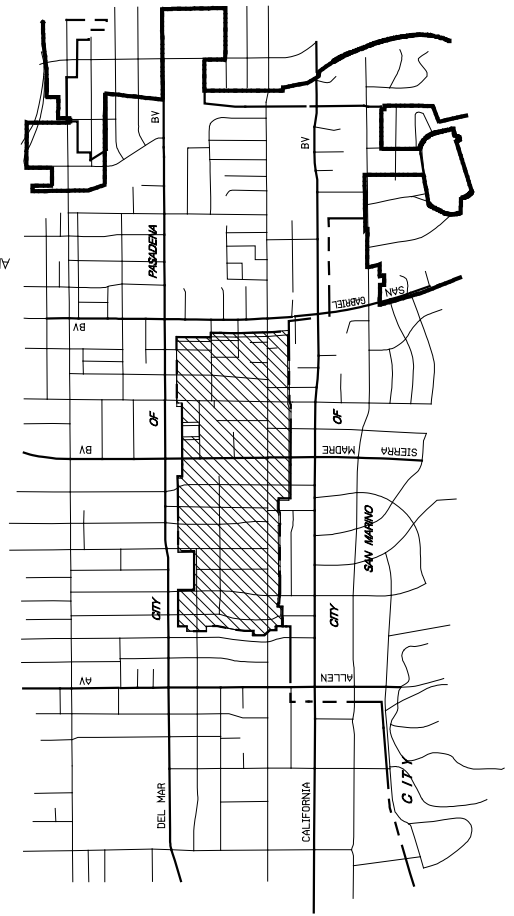 BV
BV
PASADENA
SAN
GABRIEL
BV
OF
OF
BV
MADRE
SIERRA
SAN MARINO
CITY
CITY
AV
ALLEN
CITY
DEL MAR
CALIFORNIA